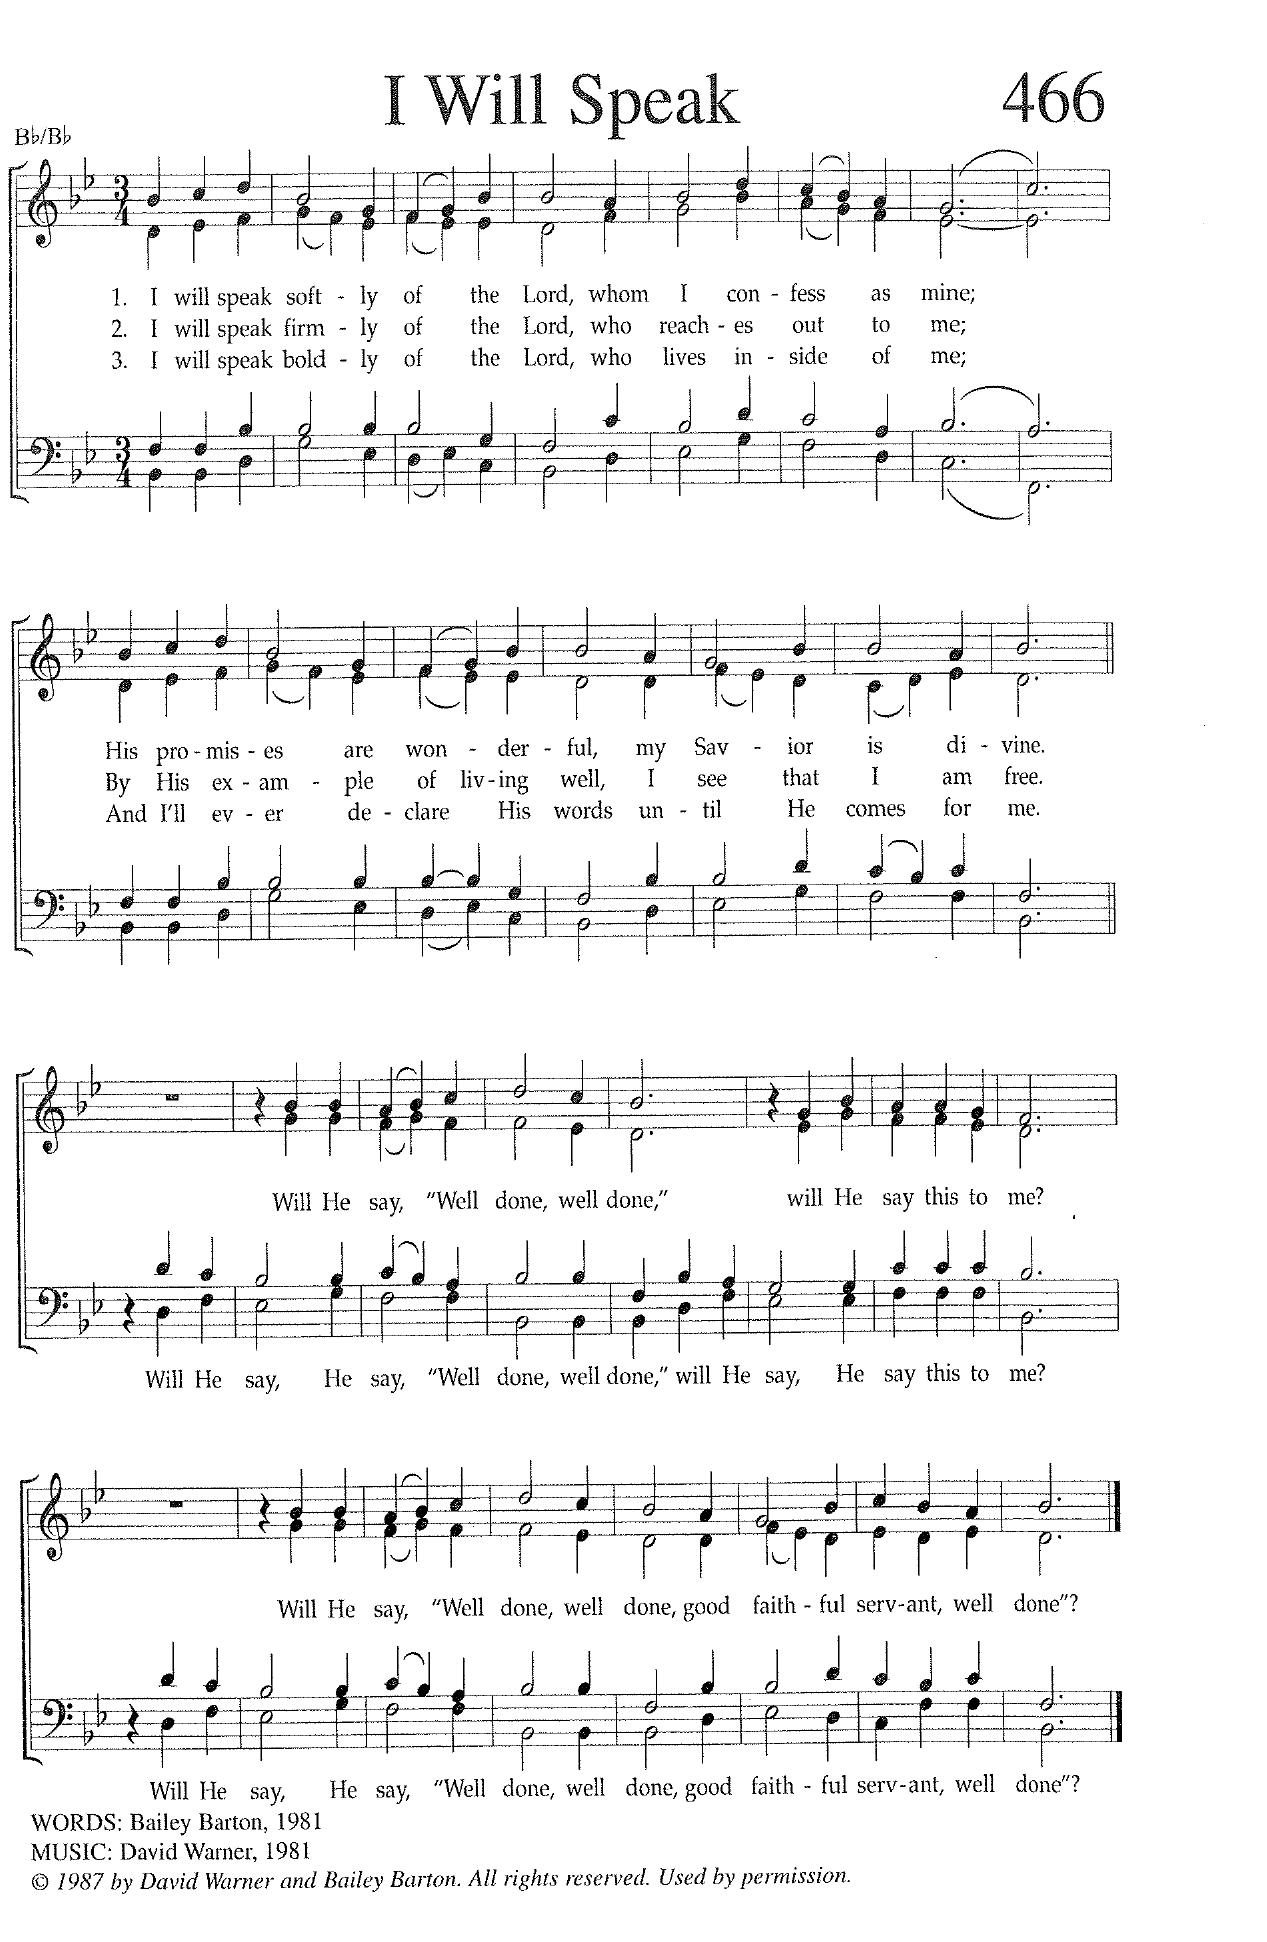 I Will Speak 466
B♭/B♭
1. I will speak soft - ly of the Lord, whom I con - fess as mine;
2. I will speak firm - ly of the Lord, who reach - es out to me;
3. I will speak bold - ly of the Lord, who lives in - side of me;
His pro - mis - es are won - der - ful, my Sav - ior is di - vine.
By His ex - am - ple of liv - ing well, I see that I am free.
And I'll ev - er de - clare His words un - til He comes for me.
Will He say, “Well done, well done,” will He say this to me?
Will He say, He say, “Well done, well done,” will He say, He say this to me?
Will He say, “Well done, well done, good faith - ful serv - ant, well done”?
Will He say, He say, “Well done, well done, good faith - ful serv - ant, well done”?
WORDS: Bailey Barton, 1981
MUSIC: David Warner, 1981
© 1987 by David Warner and Bailey Barton. All rights reserved. Used by permission.